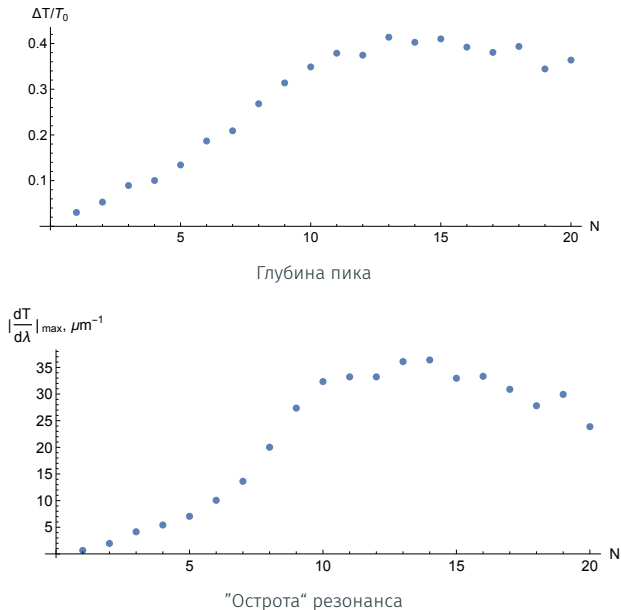 ΔT/T₀
0.4
0.3
0.2
0.1
5 10 15 20 N
Глубина пика
|dT/dλ|max, μm⁻¹
35
30
25
20
15
10
5
5 10 15 20 N
"Острота“ резонанса